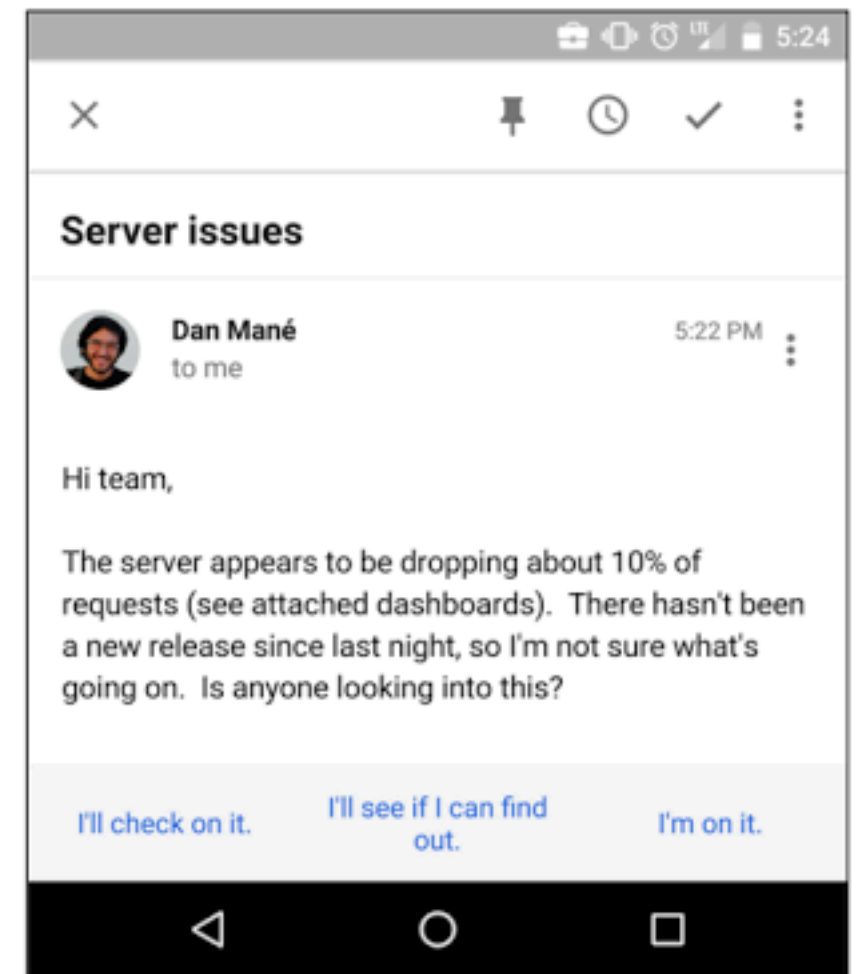 LTE 5:24
Server issues
Dan Mané 5:22 PM
to me
Hi team,
The server appears to be dropping about 10% of
requests (see attached dashboards).  There hasn't been
a new release since last night, so I'm not sure what's
going on.  Is anyone looking into this?
I'll check on it.
I'll see if I can find
out.
I'm on it.